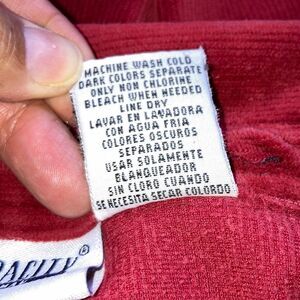 MACHINE WASH COLD
DARK COLORS SEPARATE
ONLY NON CHLORINE
BLEACH WHEN NEEDED
LINE DRY
LAVAR EN LAVADORA
CON AGUA FRIA
COLORES OSCUROS
SEPARADOS
USAR SOLAMENTE
BLANQUEADOR
SIN CLORO CUANDO
SE NECESITA SECAR COLORDO
®